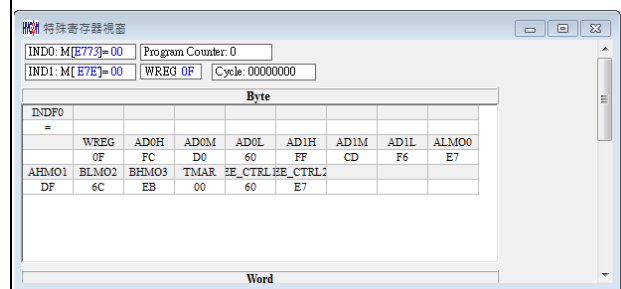 HYCON 特殊寄存器視窗
IND0: M[E773]= 00 Program Counter: 0
IND1: M[ E7E]= 00 WREG 0F Cycle: 00000000
Byte
INDF0
=
WREG AD0H AD0M AD0L AD1H AD1M AD1L ALMO0
0F FC D0 60 FF CD F6 E7
AHMO1 BLMO2 BHMO3 TMAR EE_CTRL EE_CTRL2
DF 6C EB 00 60 E7
Word